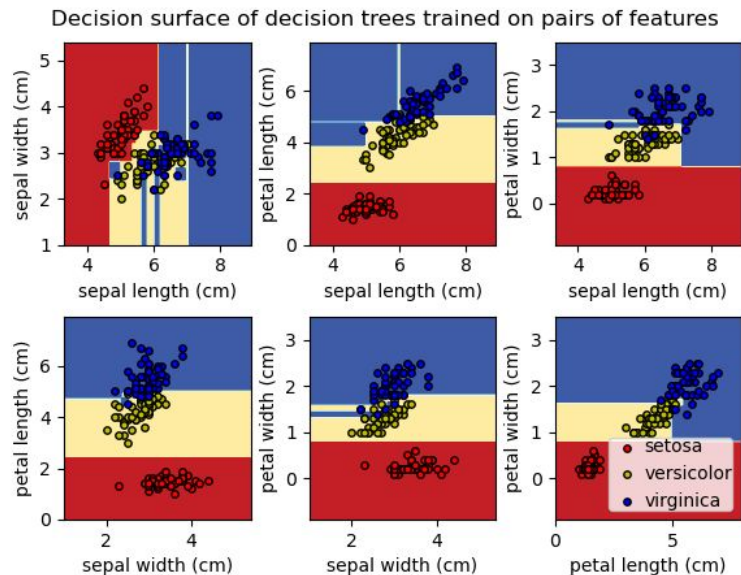 Decision surface of decision trees trained on pairs of features
sepal width (cm)
5
4
3
2
1
4 6 8
sepal length (cm)
petal length (cm)
6
4
2
0
4 6 8
sepal length (cm)
petal width (cm)
3
2
1
0
4 6 8
sepal length (cm)
petal length (cm)
6
4
2
0
2 4
sepal width (cm)
petal width (cm)
3
2
1
0
2 4
sepal width (cm)
petal width (cm)
3
2
1
0
0 5
petal length (cm)
setosa
versicolor
virginica